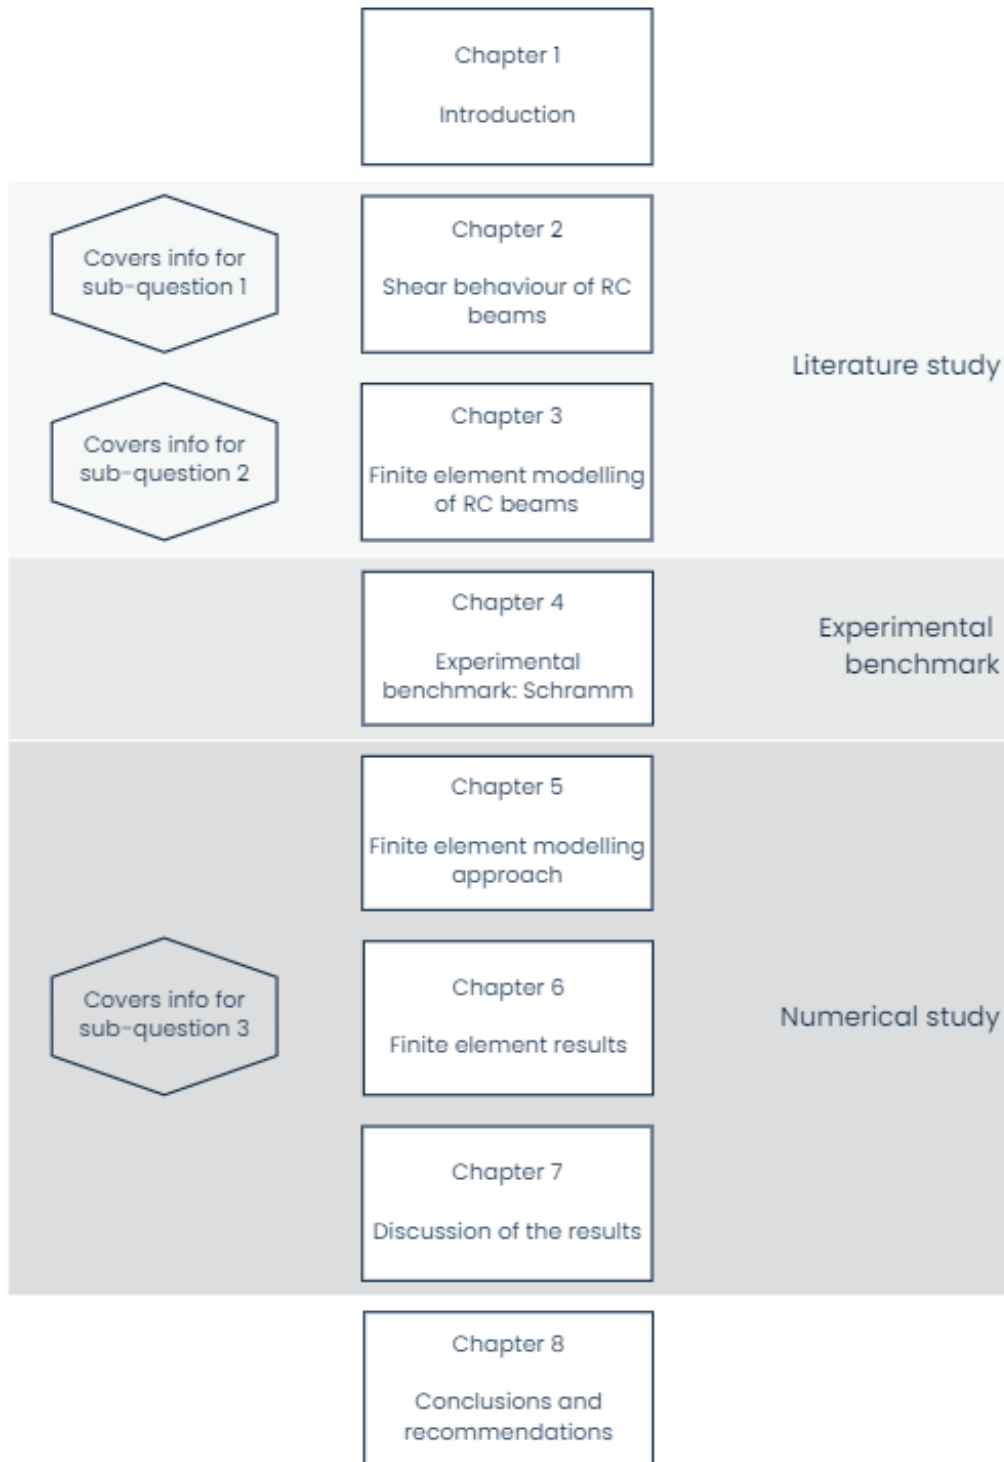 Chapter 1
Introduction
Covers info for
sub-question 1
Chapter 2
Shear behaviour of RC
beams
Literature study
Covers info for
sub-question 2
Chapter 3
Finite element modelling
of RC beams
Chapter 4
Experimental
benchmark: Schramm
Experimental
benchmark
Chapter 5
Finite element modelling
approach
Covers info for
sub-question 3
Chapter 6
Finite element results
Numerical study
Chapter 7
Discussion of the results
Chapter 8
Conclusions and
recommendations